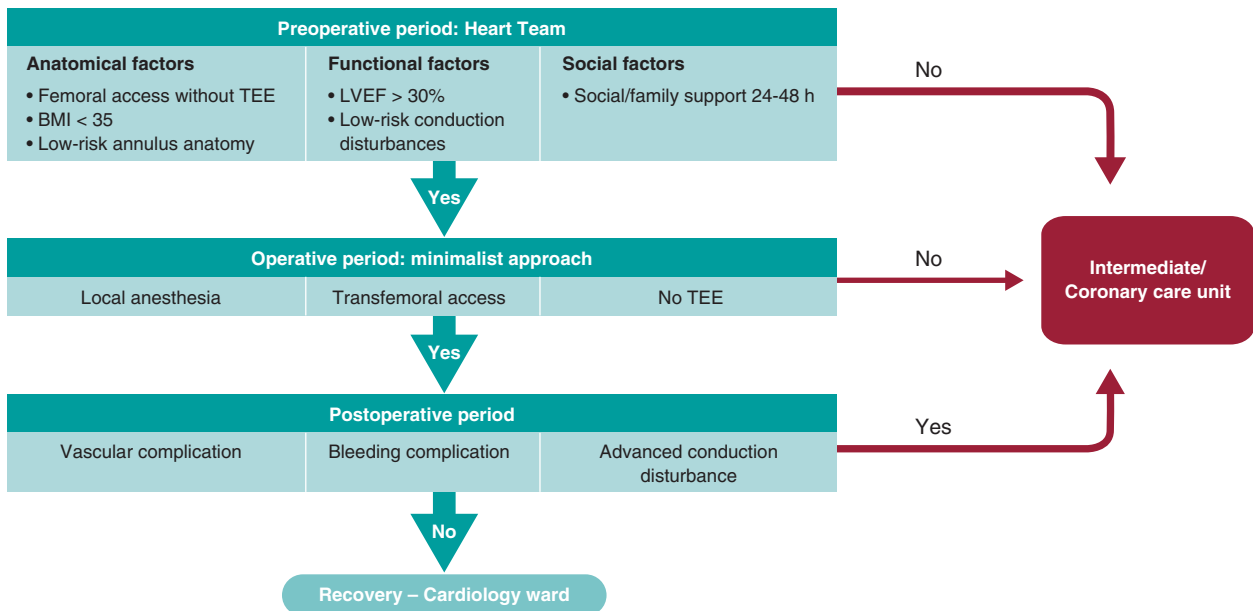 Preoperative period: Heart Team
Anatomical factors
• Femoral access without TEE
• BMI < 35
• Low-risk annulus anatomy
Functional factors
• LVEF > 30%
• Low-risk conduction
disturbances
Social factors
• Social/family support 24-48 h
No
Yes
Operative period: minimalist approach
Local anesthesia
Transfemoral access
No TEE
No
Intermediate/
Coronary care unit
Yes
Postoperative period
Vascular complication
Bleeding complication
Advanced conduction
disturbance
Yes
No
Recovery – Cardiology ward